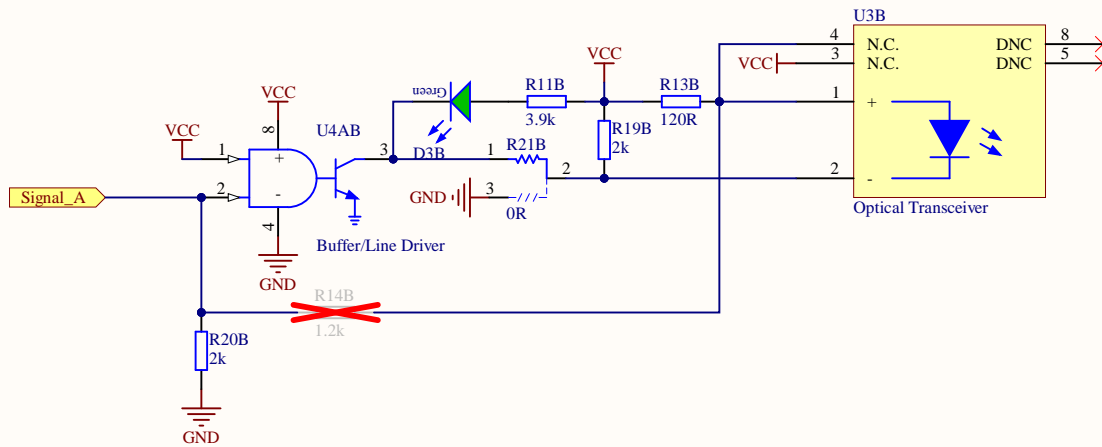 U3B
4
N.C.
DNC
8
VCC
3
N.C.
DNC
5
VCC
R11B
R13B
1
+
Green
3.9k
120R
VCC
8
U4AB
D3B
R19B
2k
VCC
1
+
3
1
R21B
2
2
-
Signal_A
2
-
GND
3
0R
Optical Transceiver
4
Buffer/Line Driver
GND
R14B
1.2k
R20B
2k
GND